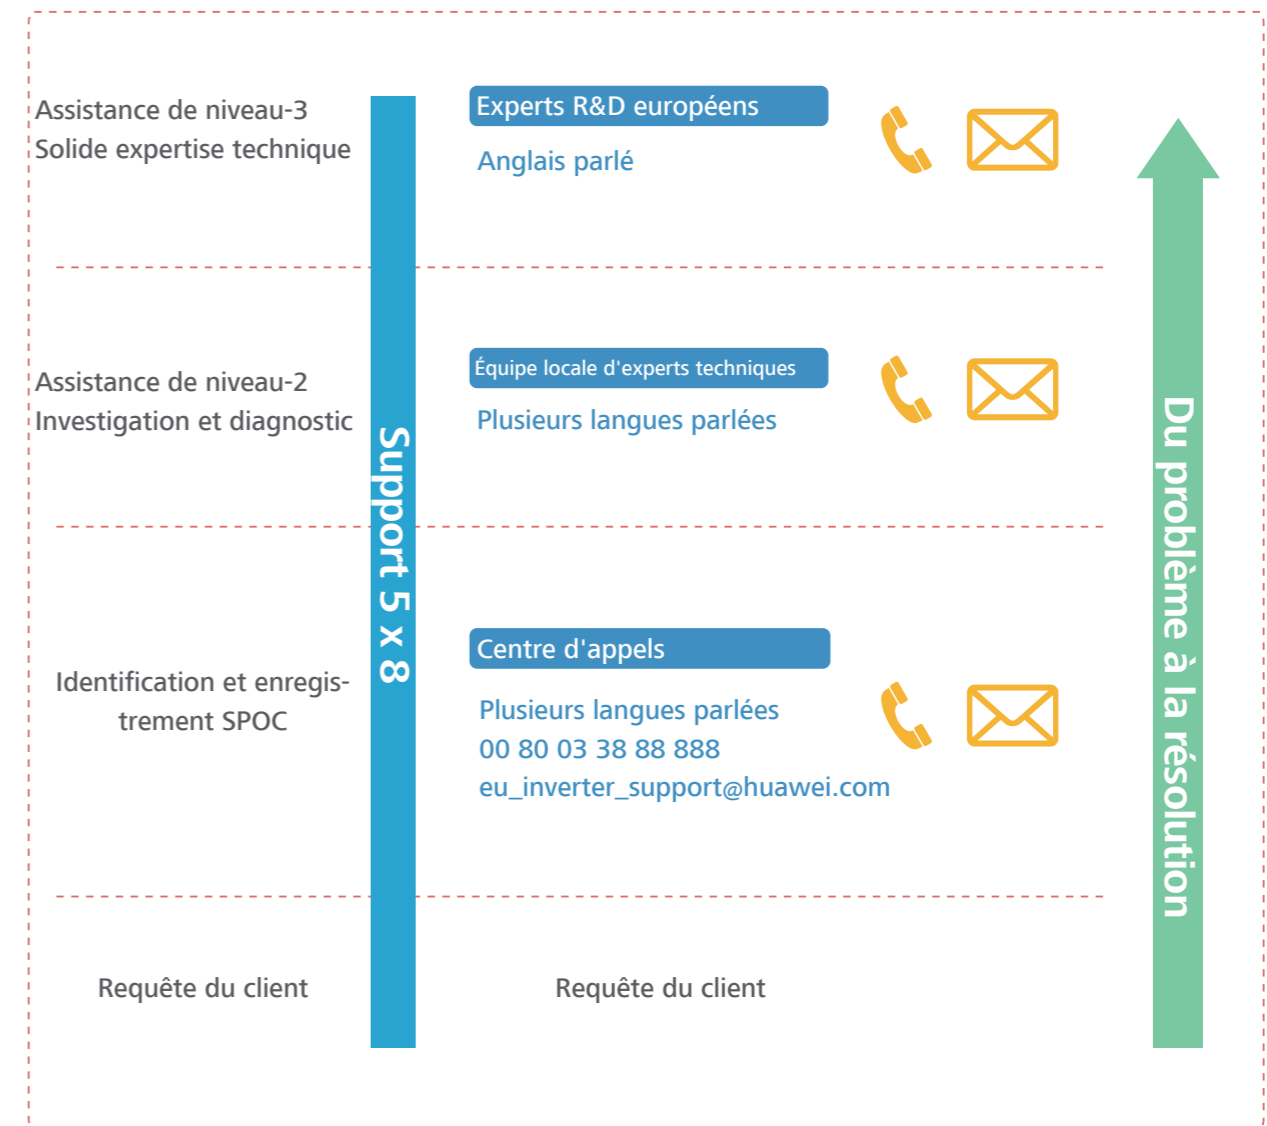 Assistance de niveau-3
Solide expertise technique
Experts R&D européens
Anglais parlé
Assistance de niveau-2
Investigation et diagnostic
Équipe locale d'experts techniques
Plusieurs langues parlées
Support 5 x 8
Du problème à la résolution
Identification et enregis-
trement SPOC
Centre d'appels
Plusieurs langues parlées
00 80 03 38 88 888
eu_inverter_support@huawei.com
Requête du client
Requête du client